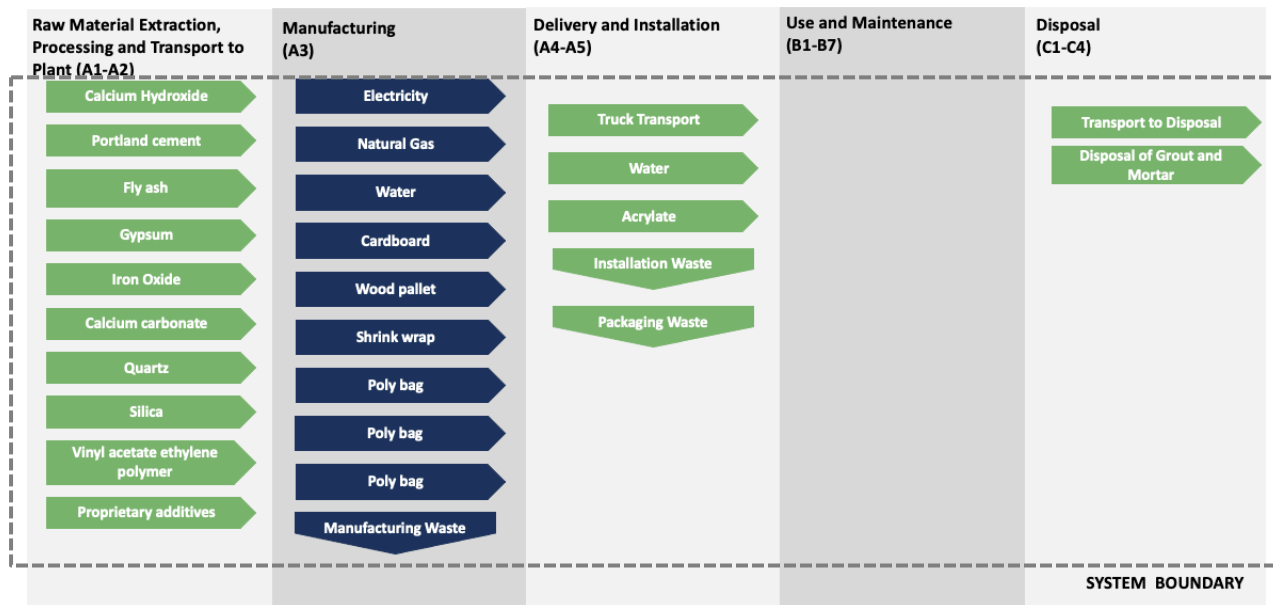 Raw Material Extraction,
Processing and Transport to
Plant (A1-A2)
Calcium Hydroxide
Portland cement
Fly ash
Gypsum
Iron Oxide
Calcium carbonate
Quartz
Silica
Vinyl acetate ethylene
polymer
Proprietary additives
Manufacturing
(A3)
Electricity
Natural Gas
Water
Cardboard
Wood pallet
Shrink wrap
Poly bag
Poly bag
Poly bag
Manufacturing Waste
Delivery and Installation
(A4-A5)
Truck Transport
Water
Acrylate
Installation Waste
Packaging Waste
Use and Maintenance
(B1-B7)
Disposal
(C1-C4)
Transport to Disposal
Disposal of Grout and
Mortar
SYSTEM BOUNDARY